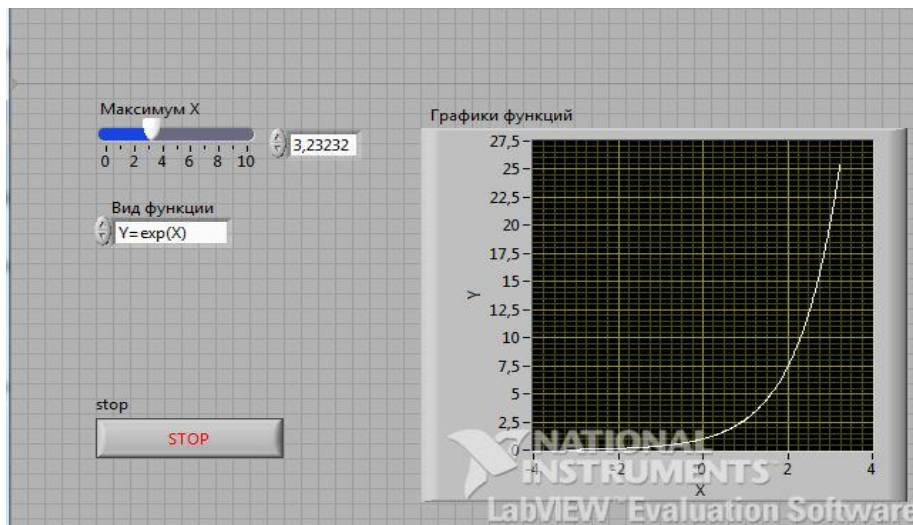 Максимум X
0 2 4 6 8 10
3,23232
Вид функции
Y=exp(X)
stop
STOP
Графики функций
27,5
25
22,5
20
17,5
15
12,5
10
7,5
5
2,5
0
Y
-4 -2 0 2 4
X
NATIONAL
INSTRUMENTS™
LabVIEW™ Evaluation Software